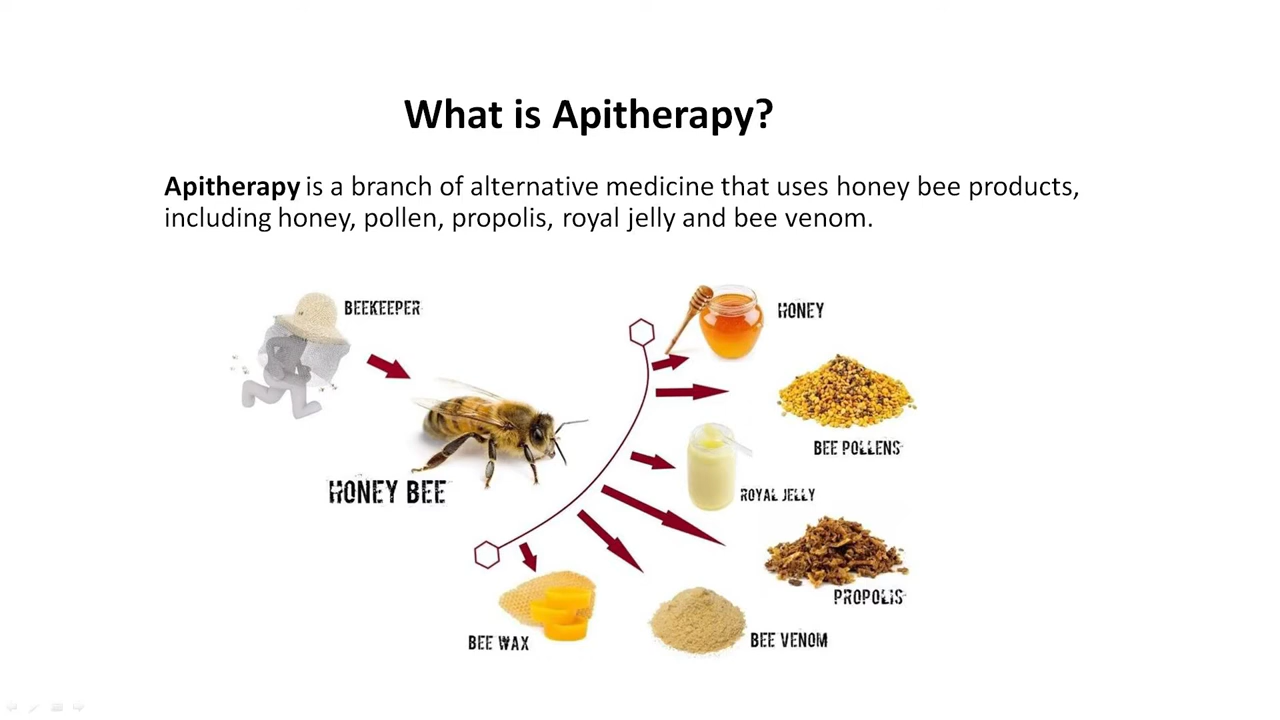 What is Apitherapy?
Apitherapy is a branch of alternative medicine that uses honey bee products,
including honey, pollen, propolis, royal jelly and bee venom.
BEEKEEPER
HONEY
BEE POLLENS
HONEY BEE
ROYAL JELLY
PROPOLIS
BEE WAX
BEE VENOM